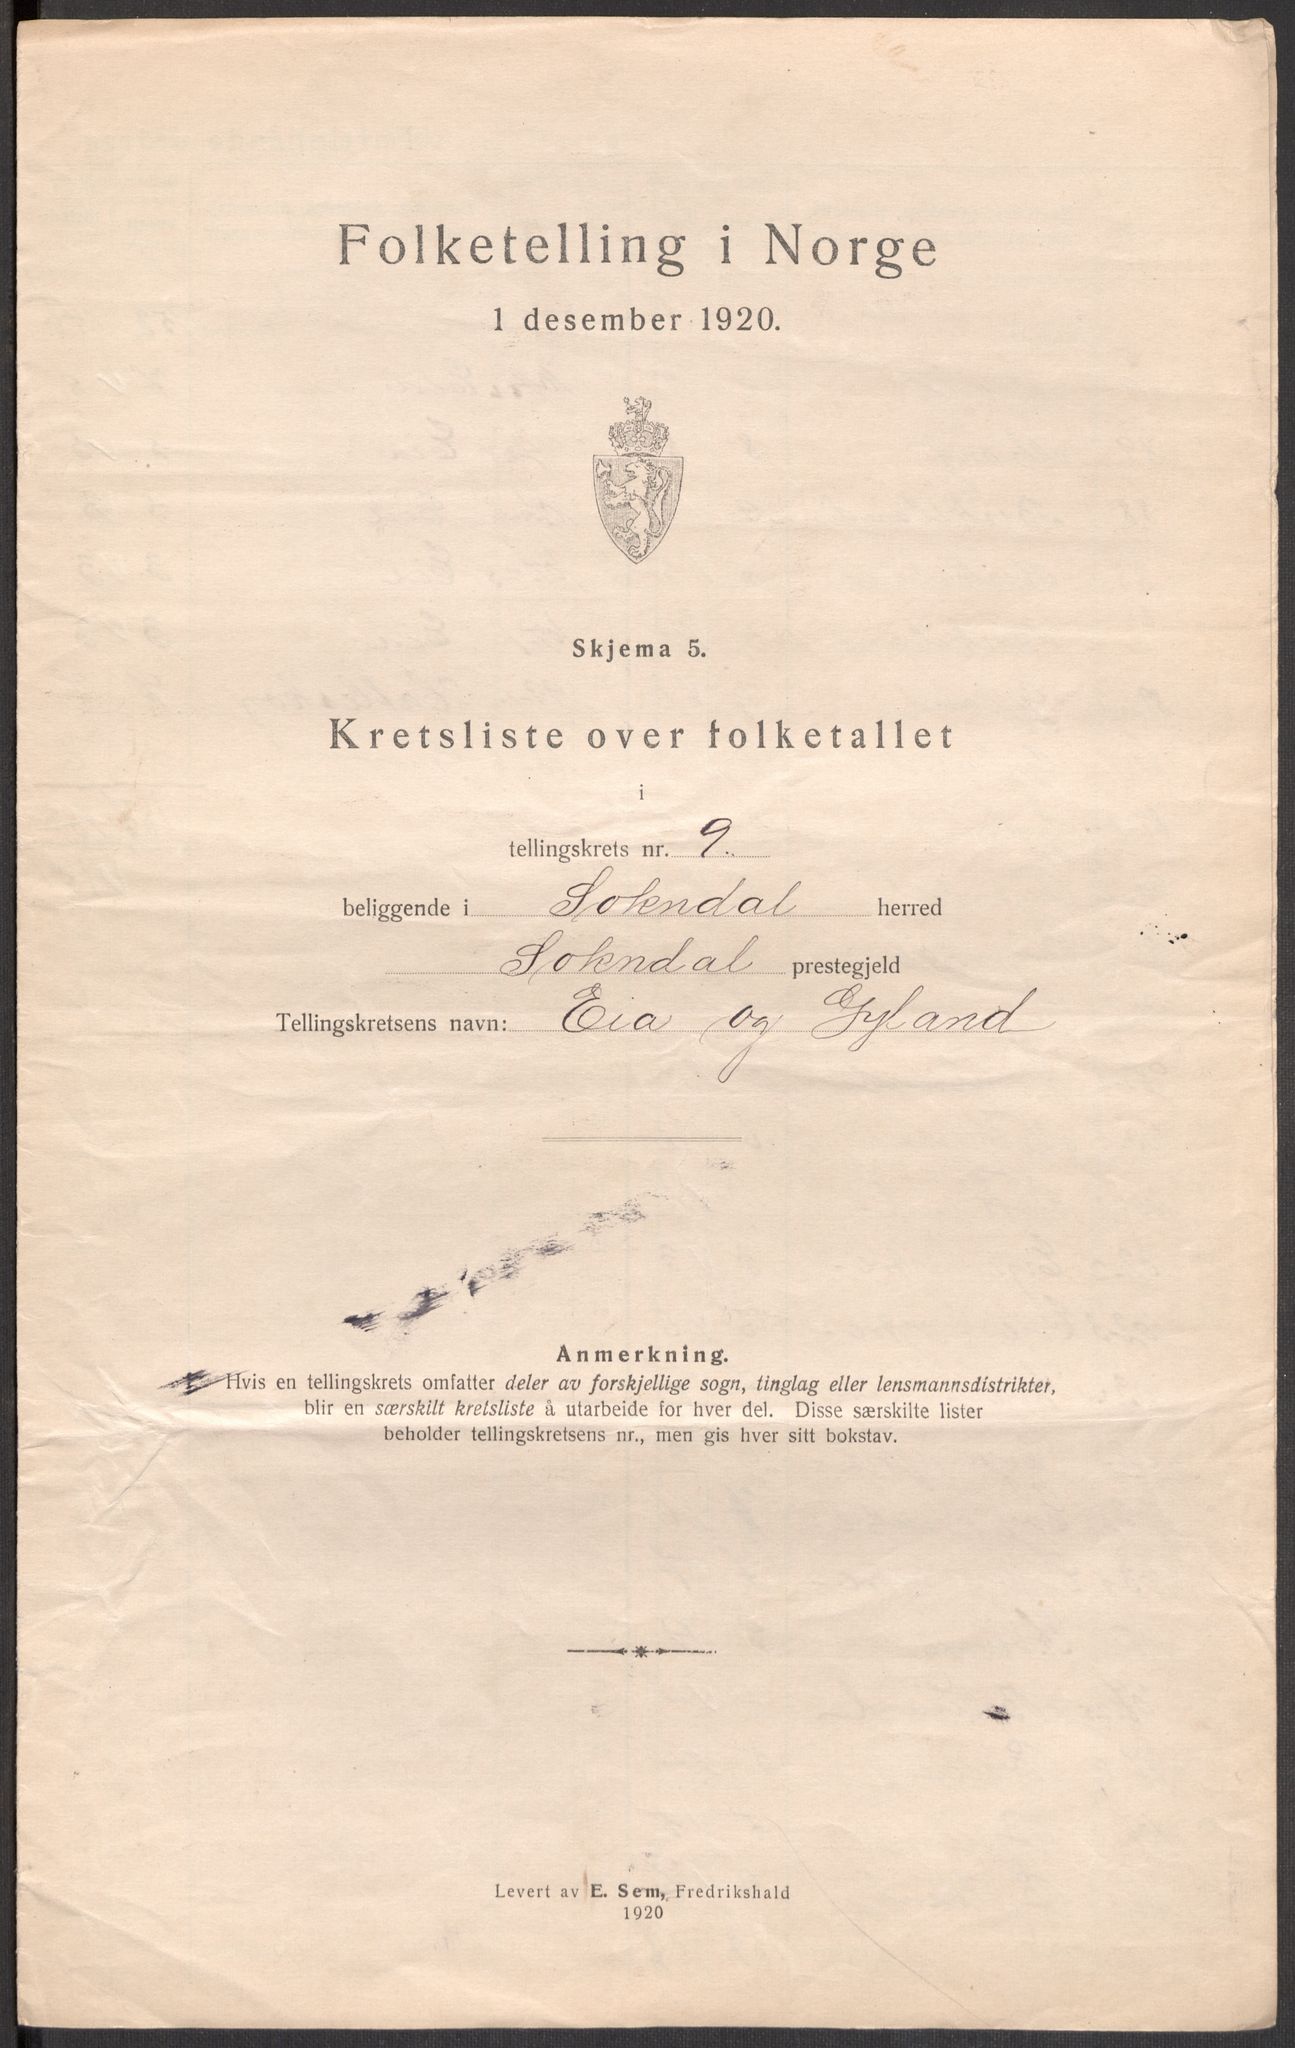 Folketelling i Norge
1 desember 1920.
Skjema 5.
Kretsliste over folketallet
i
tellingskrets nr. 9.
beliggende i Sokndal herred
Sokndal prestegjeld
Tellingskretsens navn: Eia og Gyland
Anmerkning.
Hvis en tellingskrets omfatter deler av forskjellige sogn, tinglag eller lensmannsdistrikter,
blir en særskilt kretsliste å utarbeide for hver del. Disse særskilte lister
beholder tellingskretsens nr., men gis hver sitt bokstav.
Levert av E. Sem, Fredrikshald
1920